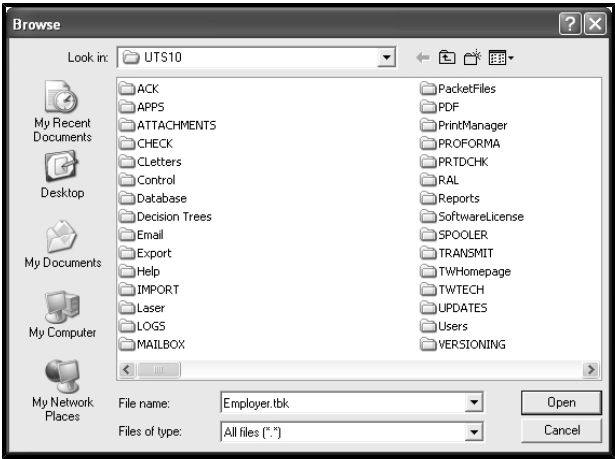 Browse
Look in: UTS10
ACK
APPS
ATTACHMENTS
CHECK
CLetters
Control
Database
Decision Trees
Email
Export
Help
IMPORT
Laser
LOGS
MAILBOX
PacketFiles
PDF
PrintManager
PROFORMA
PRTDCHK
RAL
Reports
SoftwareLicense
SPOOLER
TRANSMIT
TWHomepage
TWTECH
UPDATES
Users
VERSIONING
My Recent
Documents
Desktop
My Documents
My Computer
My Network
Places
File name: Employer.tbk Open
Files of type: All files (*.*) Cancel